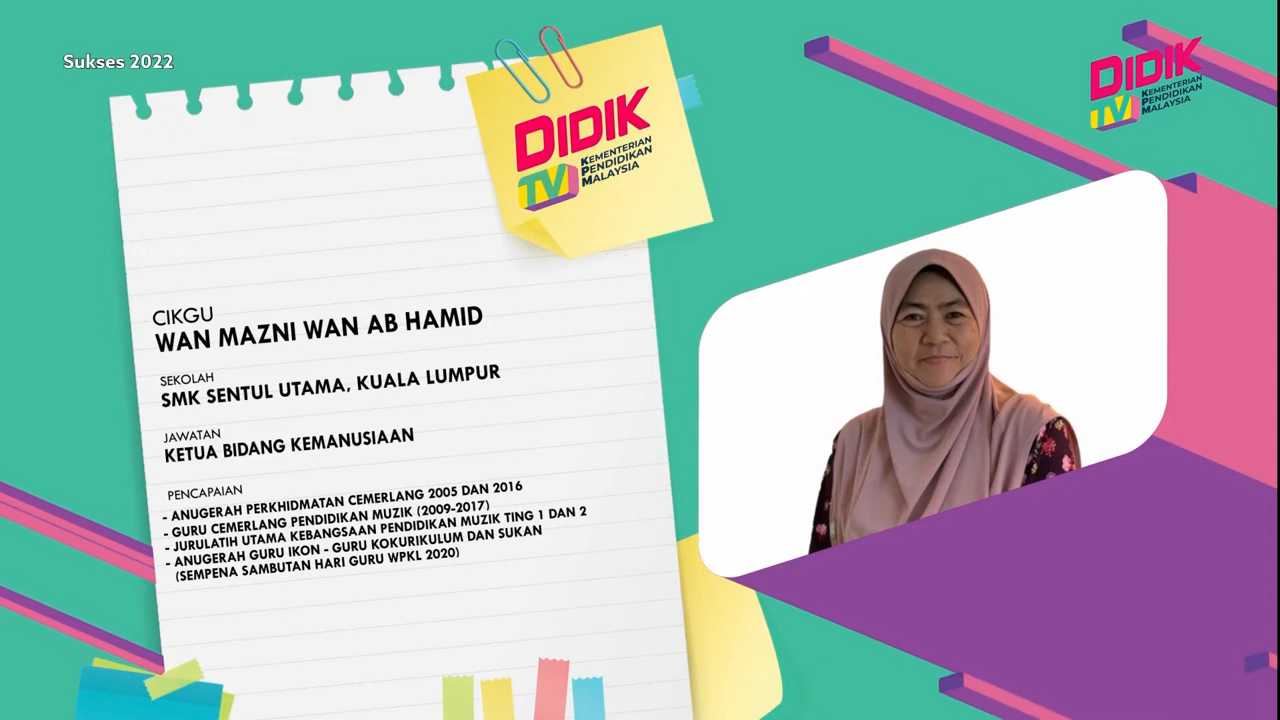 Sukses 2022
DIDIK
TV
KEMENTERIAN
PENDIDIKAN
MALAYSIA
DIDIK
TV
KEMENTERIAN
PENDIDIKAN
MALAYSIA
CIKGU
WAN MAZNI WAN AB HAMID
SEKOLAH
SMK SENTUL UTAMA, KUALA LUMPUR
JAWATAN
KETUA BIDANG KEMANUSIAAN
PENCAPAIAN
- ANUGERAH PERKHIDMATAN CEMERLANG 2005 DAN 2016
- GURU CEMERLANG PENDIDIKAN MUZIK (2009-2017)
- JURULATIH UTAMA KEBANGSAAN PENDIDIKAN MUZIK TING 1 DAN 2
- ANUGERAH GURU IKON - GURU KOKURIKULUM DAN SUKAN
(SEMPENA SAMBUTAN HARI GURU WPKL 2020)